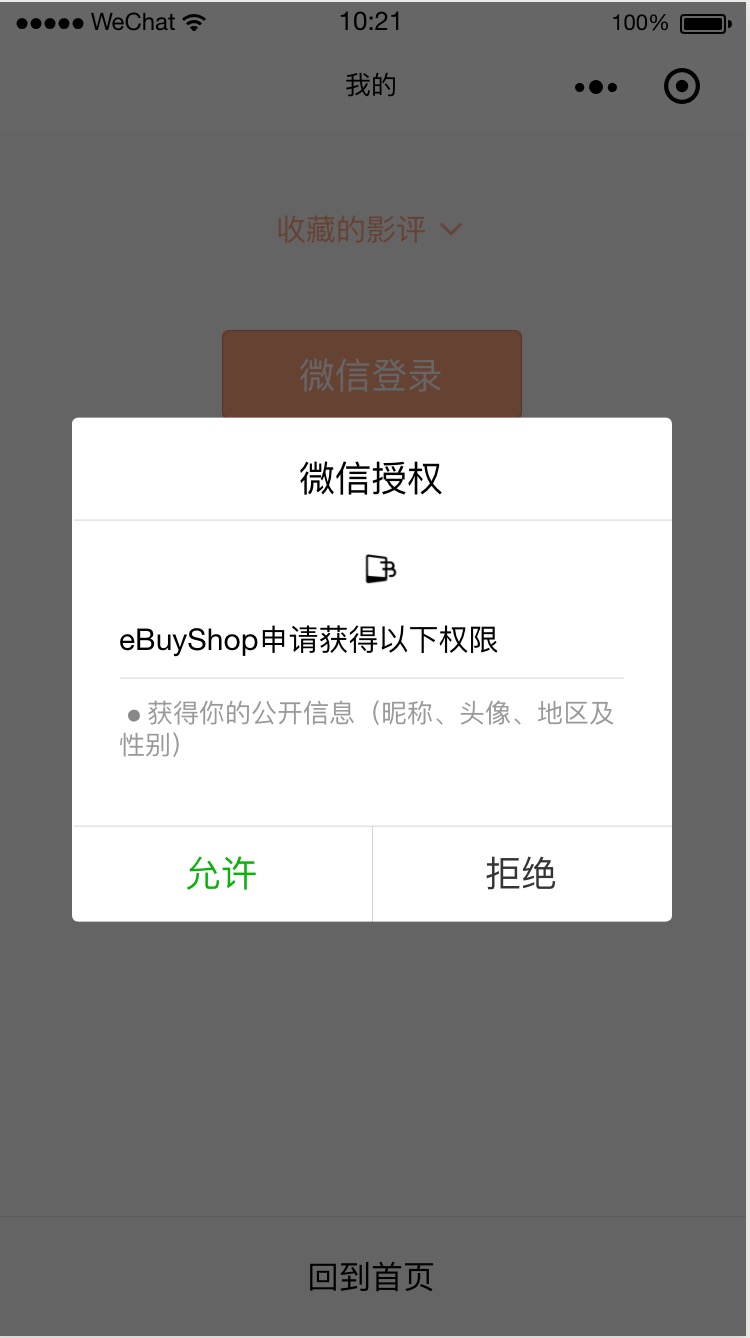 ●●●●● WeChat 10:21 100%
我的
收藏的影评
微信登录
微信授权
eBuyShop申请获得以下权限
● 获得你的公开信息（昵称、头像、地区及
性别）
允许 拒绝
回到首页